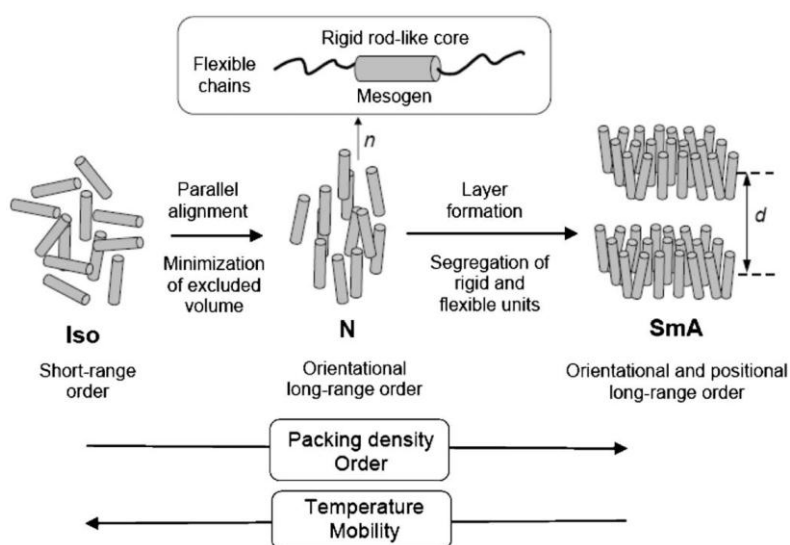 Rigid rod-like core
Flexible
chains
Mesogen
n
Parallel
alignment
Minimization
of excluded
volume
Layer
formation
Segregation of
rigid and
flexible units
d
Iso
N
SmA
Short-range
order
Orientational
long-range order
Orientational and positional
long-range order
Packing density
Order
Temperature
Mobility